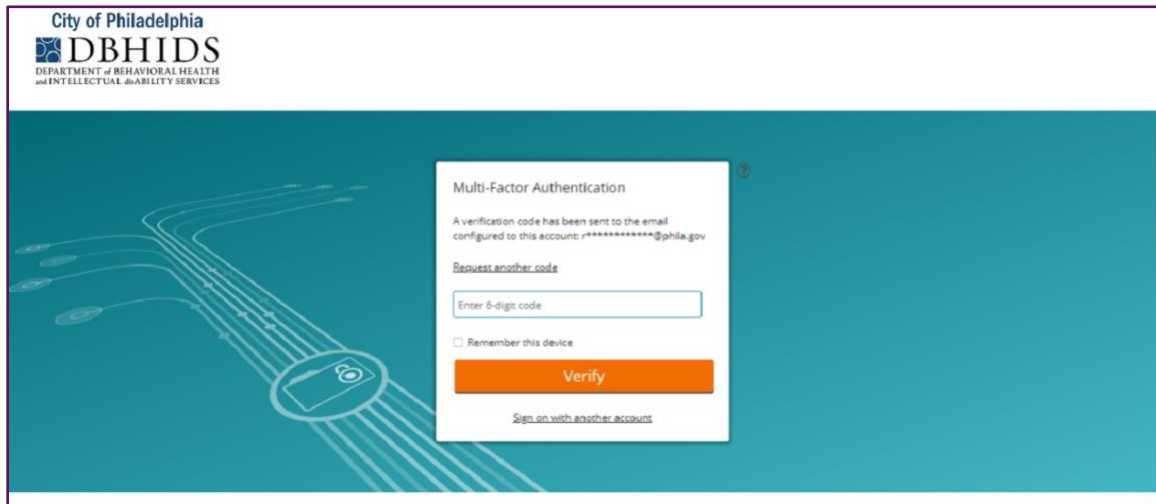 City of Philadelphia
DBHIDS
DEPARTMENT of BEHAVIORAL HEALTH
and INTELLECTUAL disABILITY SERVICES
?
Multi-Factor Authentication
A verification code has been sent to the email
configured to this account: r************@phila.gov
Request another code
Enter 6-digit code
Remember this device
Verify
Sign on with another account